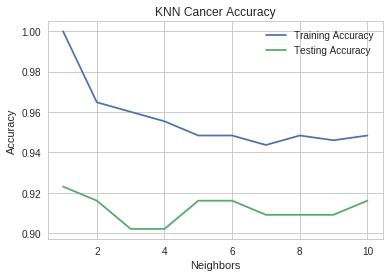 KNN Cancer Accuracy
Training Accuracy
Testing Accuracy
1.00
0.98
0.96
0.94
0.92
0.90
Accuracy
2 4 6 8 10
Neighbors